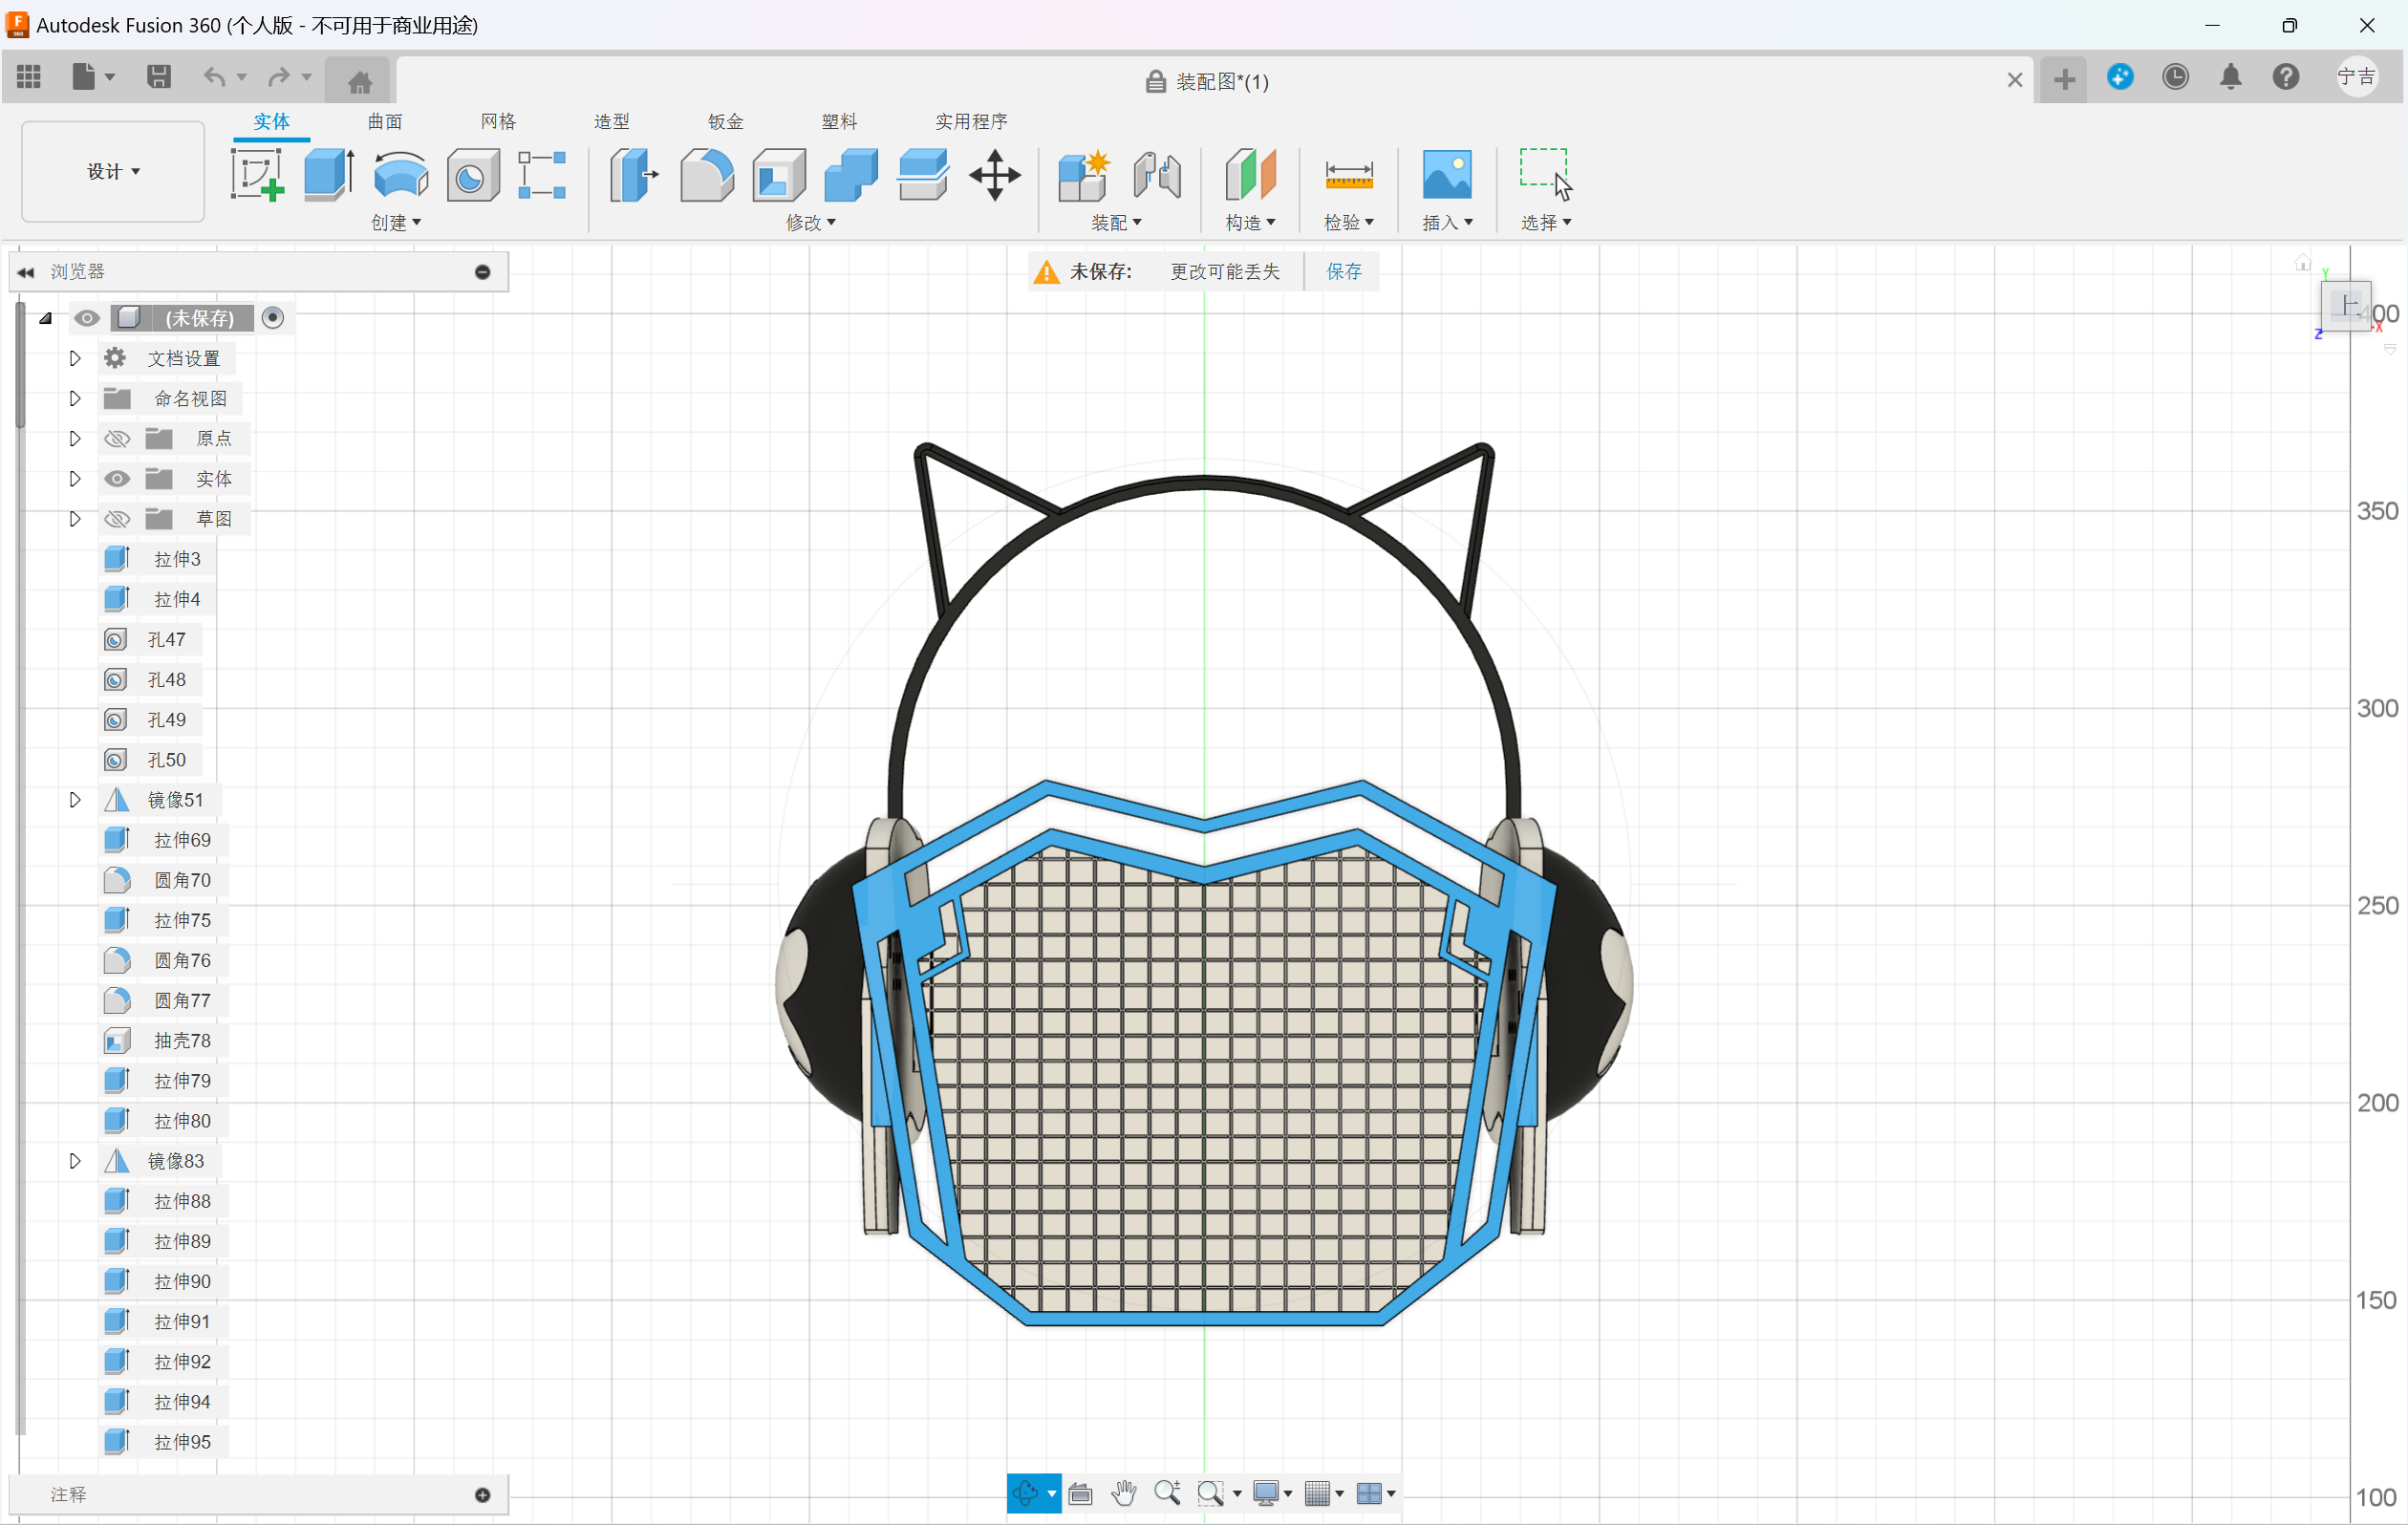 Autodesk Fusion 360 (个人版 - 不可用于商业用途)
装配图*(1)
宁吉
实体 曲面 网格 造型 钣金 塑料 实用程序
设计
创建 修改 装配 构造 检验 插入 选择
浏览器
未保存: 更改可能丢失 保存
(未保存)
文档设置
命名视图
原点
实体
草图
拉伸3
拉伸4
孔47
孔48
孔49
孔50
镜像51
拉伸69
圆角70
拉伸75
圆角76
圆角77
抽壳78
拉伸79
拉伸80
镜像83
拉伸88
拉伸89
拉伸90
拉伸91
拉伸92
拉伸94
拉伸95
注释
Y
上
X
Z
400
350
300
250
200
150
100